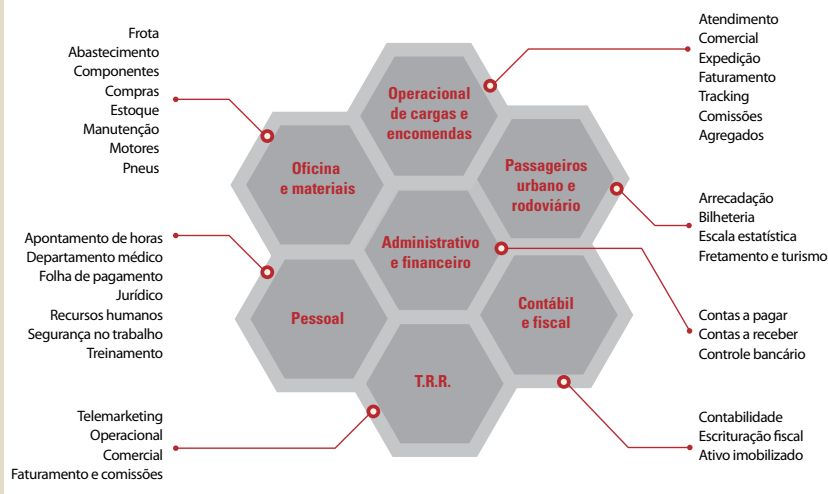 Frota
Abastecimento
Componentes
Compras
Estoque
Manutenção
Motores
Pneus
Operacional
de cargas e
encomendas
Atendimento
Comercial
Expedição
Faturamento
Tracking
Comissões
Agregados
Oficina
e materiais
Passageiros
urbano e
rodoviário
Arrecadação
Bilheteria
Escala estatística
Fretamento e turismo
Administrativo
e financeiro
Apontamento de horas
Departamento médico
Folha de pagamento
Jurídico
Recursos humanos
Segurança no trabalho
Treinamento
Pessoal
Contábil
e fiscal
Contas a pagar
Contas a receber
Controle bancário
T.R.R.
Telemarketing
Operacional
Comercial
Faturamento e comissões
Contabilidade
Escrituração fiscal
Ativo imobilizado